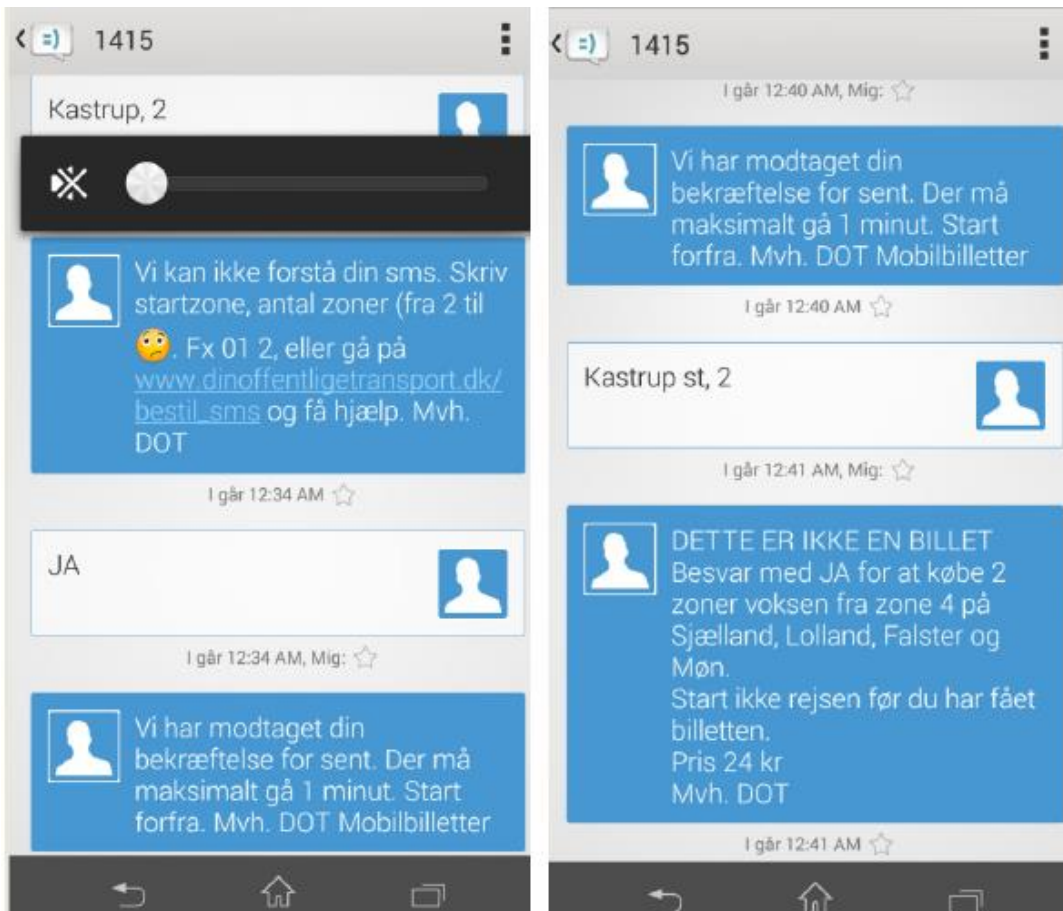 1415
Kastrup, 2
Vi kan ikke forstå din sms. Skriv
startzone, antal zoner (fra 2 til
😕. Fx 01 2, eller gå på
www.dinoffentligetransport.dk/
bestil_sms og få hjælp. Mvh.
DOT
I går 12:34 AM
JA
I går 12:34 AM, Mig:
Vi har modtaget din
bekræftelse for sent. Der må
maksimalt gå 1 minut. Start
forfra. Mvh. DOT Mobilbilletter
1415
I går 12:40 AM, Mig:
Vi har modtaget din
bekræftelse for sent. Der må
maksimalt gå 1 minut. Start
forfra. Mvh. DOT Mobilbilletter
I går 12:40 AM
Kastrup st, 2
I går 12:41 AM, Mig:
DETTE ER IKKE EN BILLET
Besvar med JA for at købe 2
zoner voksen fra zone 4 på
Sjælland, Lolland, Falster og
Møn.
Start ikke rejsen før du har fået
billetten.
Pris 24 kr
Mvh. DOT
I går 12:41 AM